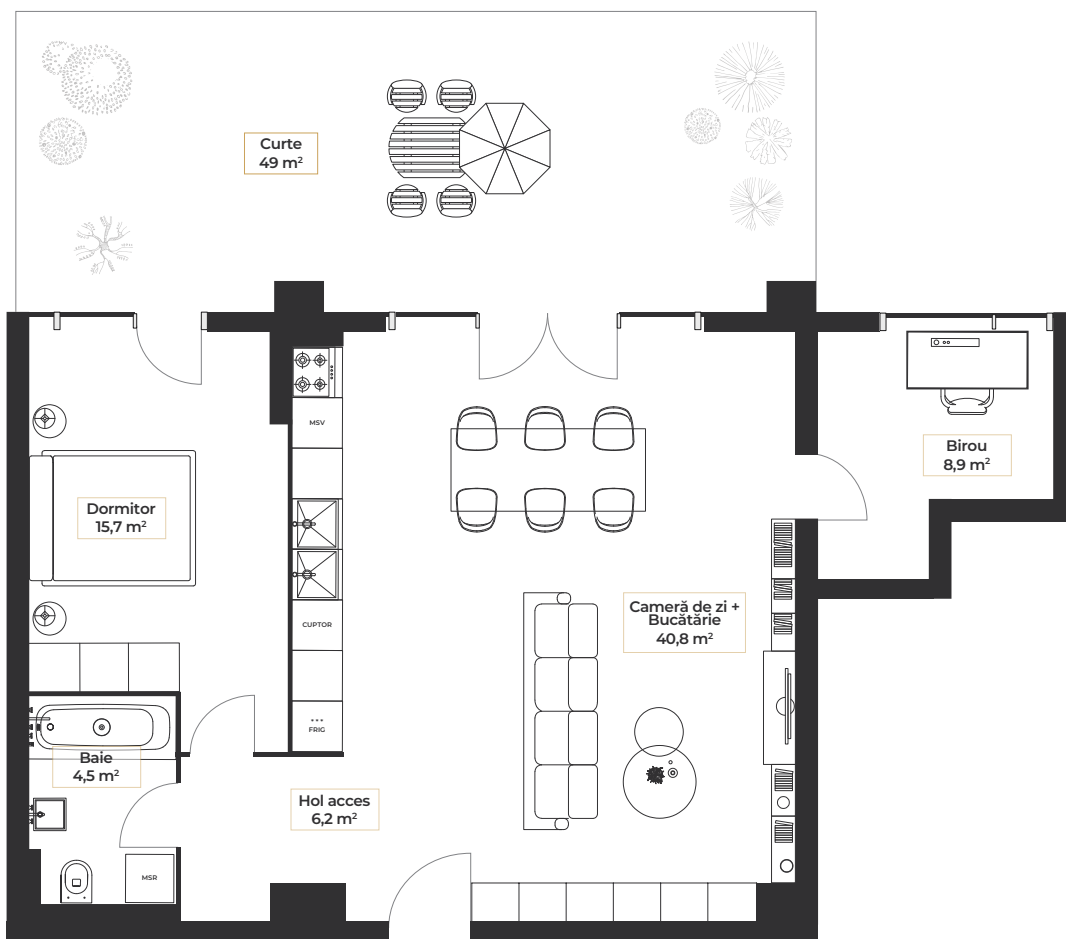 Curte
49 m²
MSV
Birou
8,9 m²
Dormitor
15,7 m²
Cameră de zi +
Bucătărie
40,8 m²
CUPTOR
FRIG
Baie
4,5 m²
Hol acces
6,2 m²
MSR